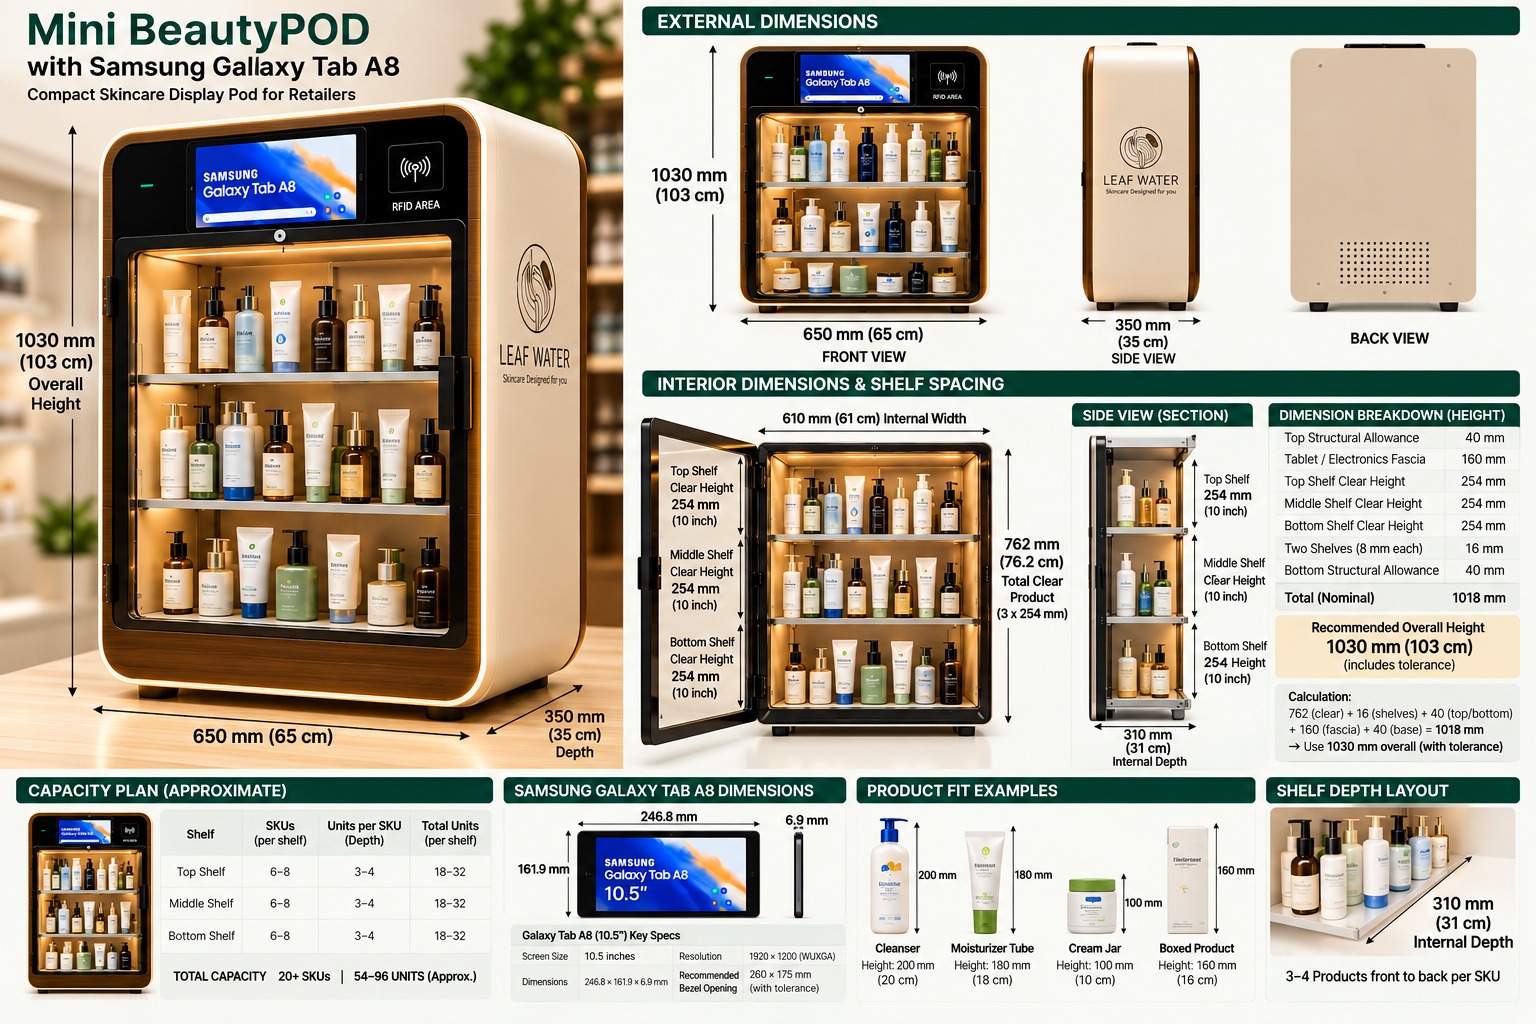 Mini BeautyPOD
with Samsung Gallaxy Tab A8
Compact Skincare Display Pod for Retailers
1030 mm
(103 cm)
Overall
Height
SAMSUNG
Galaxy Tab A8
RFID AREA
LEAF WATER
Skincare Designed for you
650 mm (65 cm)
350 mm
(35 cm)
Depth
EXTERNAL DIMENSIONS
1030 mm
(103 cm)
SAMSUNG
Galaxy Tab A8
RFID AREA
650 mm (65 cm)
FRONT VIEW
LEAF WATER
Skincare Designed for you
350 mm
(35 cm)
SIDE VIEW
BACK VIEW
INTERIOR DIMENSIONS & SHELF SPACING
610 mm (61 cm) Internal Width
Top Shelf
Clear Height
254 mm
(10 inch)
Middle Shelf
Clear Height
254 mm
(10 inch)
Bottom Shelf
Clear Height
254 mm
(10 inch)
762 mm
(76.2 cm)
Total Clear
Product
(3 x 254 mm)
SIDE VIEW (SECTION)
Top Shelf
254 mm
(10 inch)
Middle Shelf
Clear Height
(10 inch)
Bottom Shelf
254 Height
(10 inch)
310 mm
(31 cm)
Internal Depth
DIMENSION BREAKDOWN (HEIGHT)
Top Structural Allowance 40 mm
Tablet / Electronics Fascia 160 mm
Top Shelf Clear Height 254 mm
Middle Shelf Clear Height 254 mm
Bottom Shelf Clear Height 254 mm
Two Shelves (8 mm each) 16 mm
Bottom Structural Allowance 40 mm
Total (Nominal) 1018 mm
Recommended Overall Height
1030 mm (103 cm)
(includes tolerance)
Calculation:
762 (clear) + 16 (shelves) + 40 (top/bottom)
+ 160 (fascia) + 40 (base) = 1018 mm
→ Use 1030 mm overall (with tolerance)
CAPACITY PLAN (APPROXIMATE)
Shelf SKUs (per shelf) Units per SKU (Depth) Total Units (per shelf)
Top Shelf 6–8 3–4 18–32
Middle Shelf 6–8 3–4 18–32
Bottom Shelf 6–8 3–4 18–32
TOTAL CAPACITY 20+ SKUs | 54–96 UNITS (Approx.)
SAMSUNG GALAXY TAB A8 DIMENSIONS
246.8 mm
6.9 mm
161.9 mm
SAMSUNG
Galaxy Tab A8
10.5"
Galaxy Tab A8 (10.5") Key Specs
Screen Size 10.5 inches Resolution 1920 × 1200 (WUXGA)
Dimensions 246.8 × 161.9 × 6.9 mm Recommended Bezel Opening 260 × 175 mm (with tolerance)
PRODUCT FIT EXAMPLES
200 mm
180 mm
100 mm
160 mm
Cleanser
Height: 200 mm
(20 cm)
Moisturizer Tube
Height: 180 mm
(18 cm)
Cream Jar
Height: 100 mm
(10 cm)
Boxed Product
Height: 160 mm
(16 cm)
SHELF DEPTH LAYOUT
310 mm
(31 cm)
Internal Depth
3–4 Products front to back per SKU